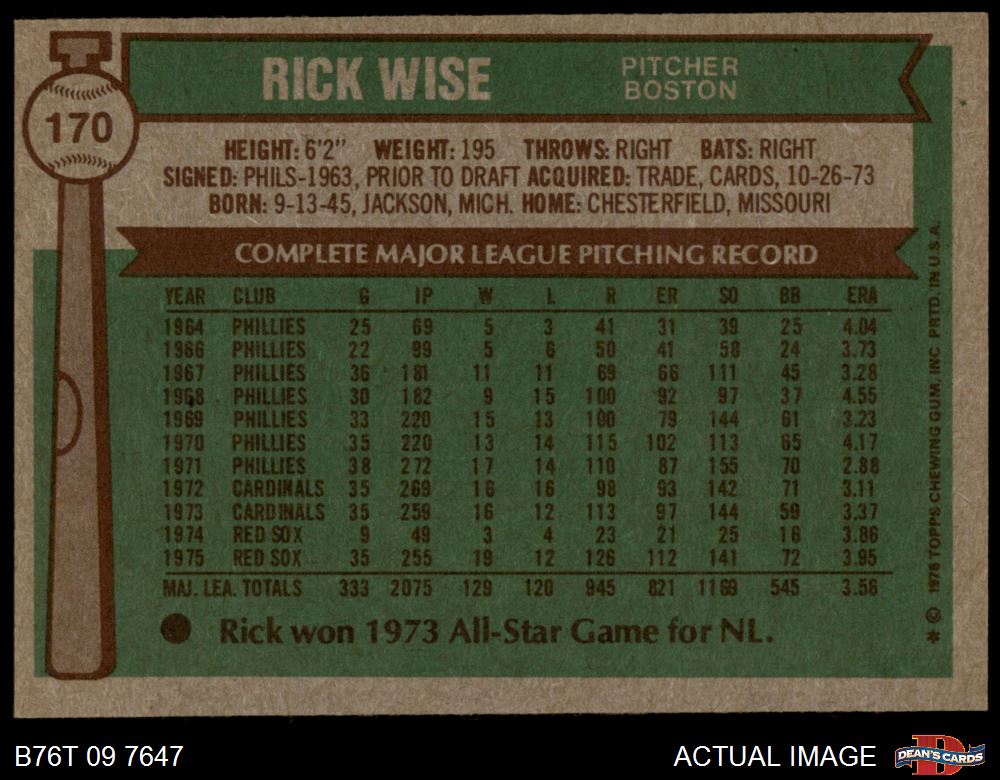 170
RICK WISE
PITCHER
BOSTON
HEIGHT: 6'2" WEIGHT: 195 THROWS: RIGHT BATS: RIGHT
SIGNED: PHILS-1963, PRIOR TO DRAFT ACQUIRED: TRADE, CARDS, 10-26-73
BORN: 9-13-45, JACKSON, MICH. HOME: CHESTERFIELD, MISSOURI
COMPLETE MAJOR LEAGUE PITCHING RECORD
YEAR CLUB G IP W L R ER SO BB ERA
1964 PHILLIES 25 69 5 3 41 31 39 25 4.04
1966 PHILLIES 22 99 5 6 50 41 58 24 3.73
1967 PHILLIES 36 181 11 11 69 66 111 45 3.28
1968 PHILLIES 30 182 9 15 100 92 97 37 4.55
1969 PHILLIES 33 220 15 13 100 79 144 61 3.23
1970 PHILLIES 35 220 13 14 115 102 113 65 4.17
1971 PHILLIES 38 272 17 14 110 87 155 70 2.88
1972 CARDINALS 35 269 16 16 98 93 142 71 3.11
1973 CARDINALS 35 259 16 12 113 97 144 59 3.37
1974 RED SOX 9 49 3 4 23 21 25 16 3.86
1975 RED SOX 35 255 19 12 126 112 141 72 3.95
MAJ. LEA. TOTALS 333 2075 129 120 945 821 1169 545 3.56
Rick won 1973 All-Star Game for NL.
* © 1976 TOPPS CHEWING GUM, INC PRTD. IN U.S.A.
B76T 09 7647
ACTUAL IMAGE
D
DEAN'S CARDS